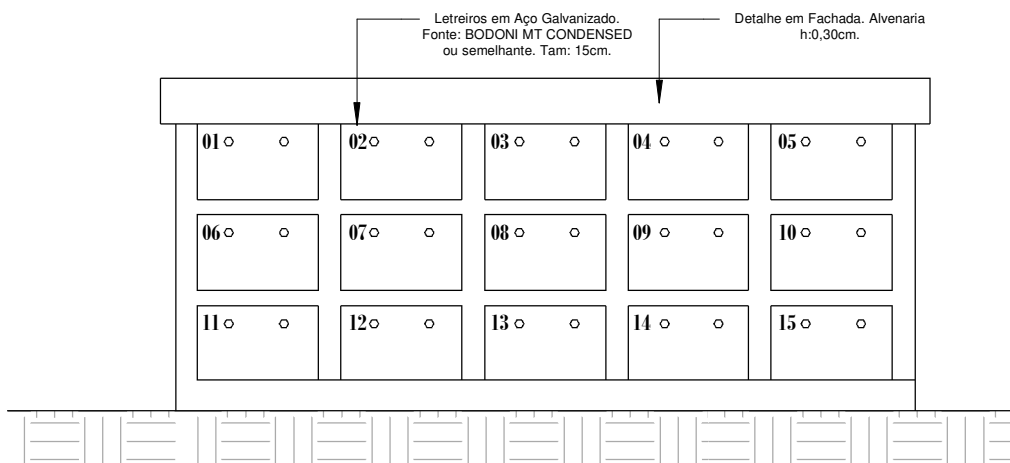 Letreiros em Aço Galvanizado.
Fonte: BODONI MT CONDENSED
ou semelhante. Tam: 15cm.
Detalhe em Fachada. Alvenaria
h:0,30cm.
01 02 03 04 05
06 07 08 09 10
11 12 13 14 15